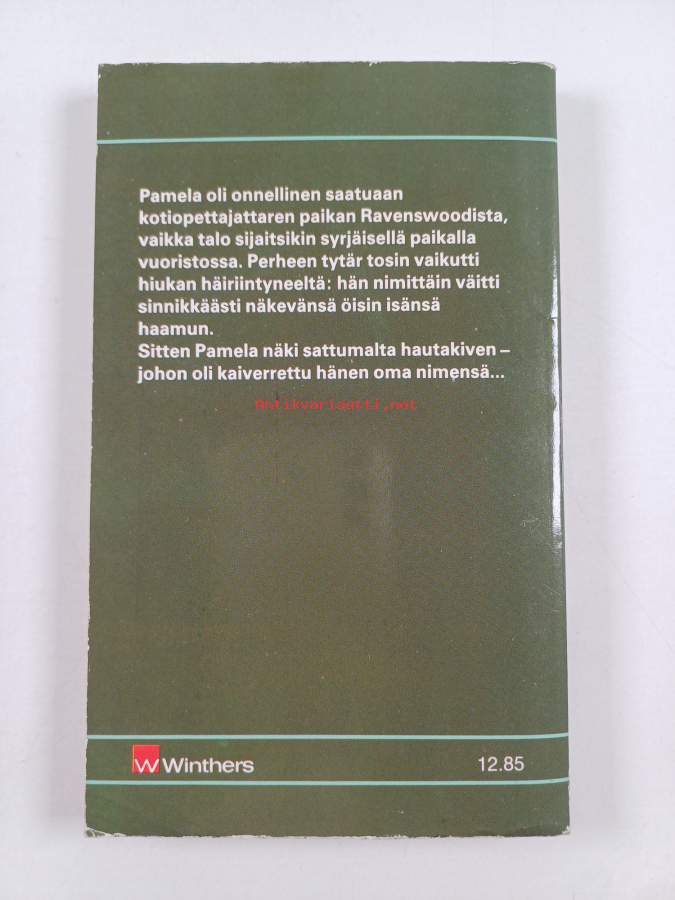 Pamela oli onnellinen saatuaan
kotiopettajattaren paikan Ravenswoodista,
vaikka talo sijaitsikin syrjäisellä paikalla
vuoristossa. Perheen tytär tosin vaikutti
hiukan häiriintyneeltä: hän nimittäin väitti
sinnikkäästi näkevänsä öisin isänsä
haamun.
Sitten Pamela näki sattumalta hautakiven –
johon oli kaiverrettu hänen oma nimensä...
Antikvariaatti.net
W Winthers 12.85